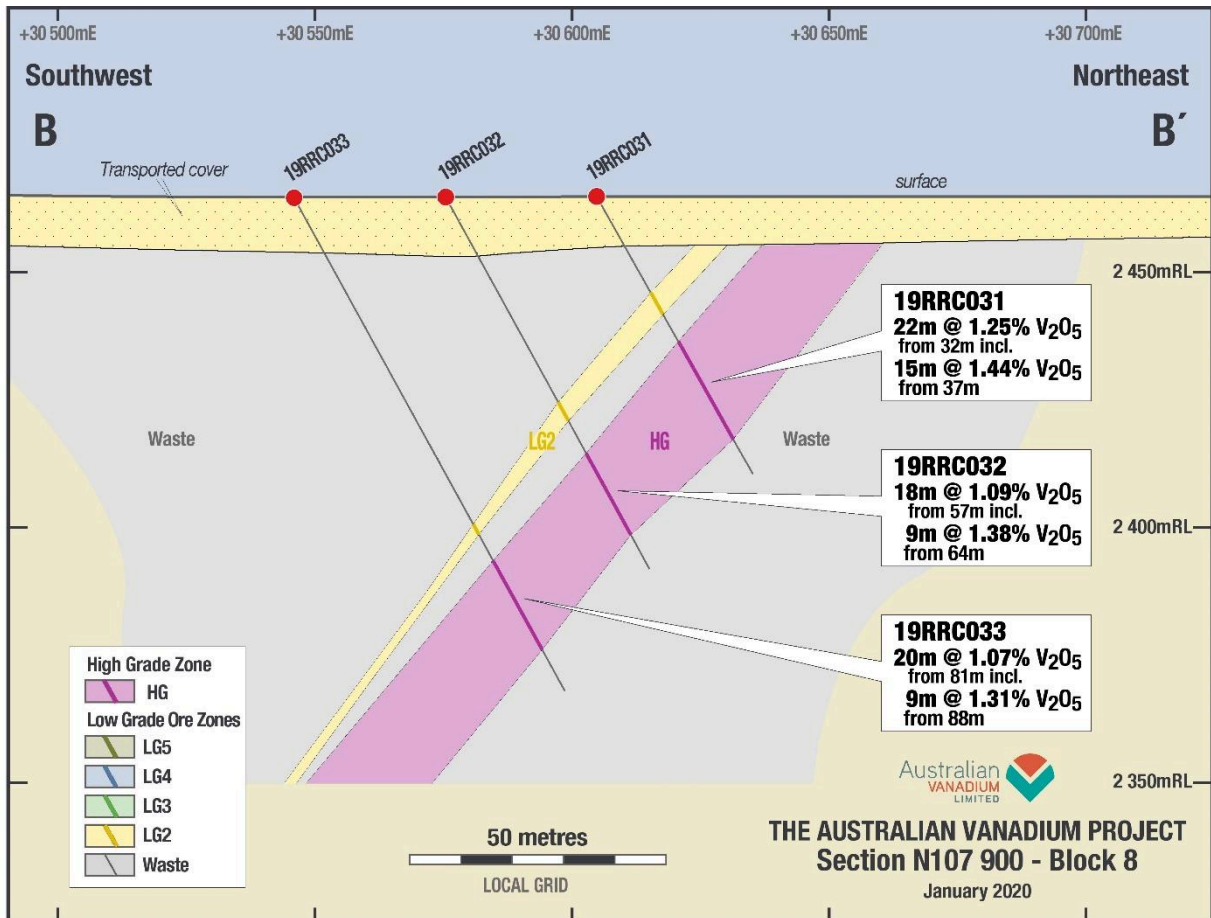 +30 500mE
+30 550mE
+30 600mE
+30 650mE
+30 700mE
Southwest
Northeast
B
B´
19RRC033
19RRC032
19RRC031
Transported cover
surface
2 450mRL
19RRC031
22m @ 1.25% V₂O₅
from 32m incl.
15m @ 1.44% V₂O₅
from 37m
Waste
LG2
HG
Waste
19RRC032
18m @ 1.09% V₂O₅
from 57m incl.
9m @ 1.38% V₂O₅
from 64m
2 400mRL
19RRC033
20m @ 1.07% V₂O₅
from 81m incl.
9m @ 1.31% V₂O₅
from 88m
High Grade Zone
HG
Low Grade Ore Zones
LG5
LG4
LG3
LG2
Waste
2 350mRL
Australian
VANADIUM
LIMITED
50 metres
LOCAL GRID
THE AUSTRALIAN VANADIUM PROJECT
Section N107 900 - Block 8
January 2020